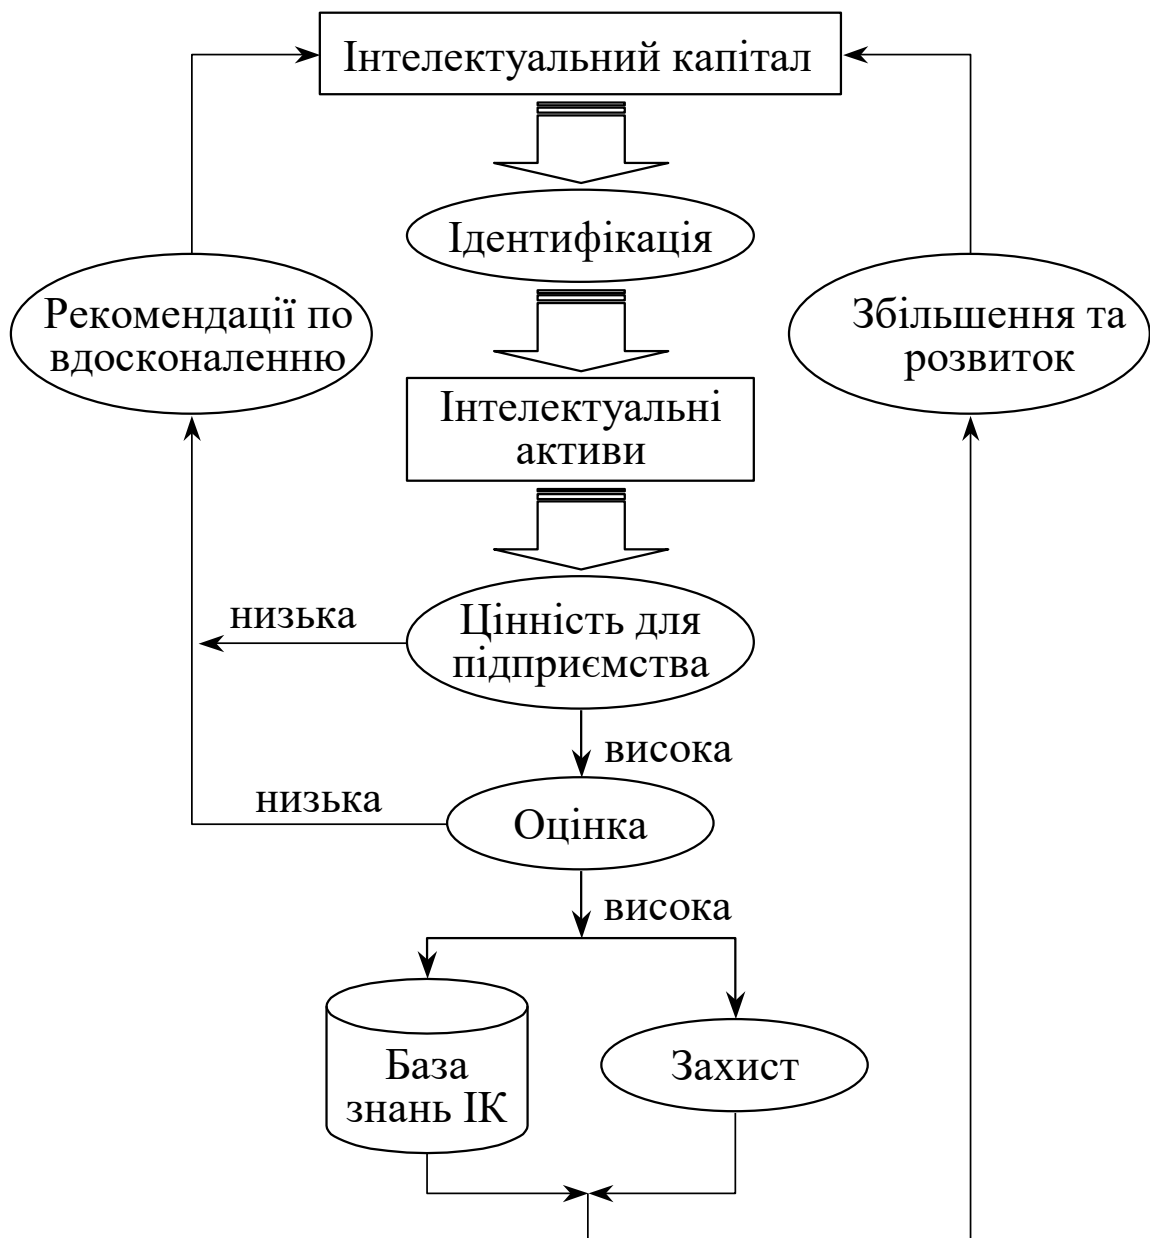 Інтелектуальний капітал
Ідентифікація
Рекомендації по
вдосконаленню
Збільшення та
розвиток
Інтелектуальні
активи
низька
Цінність для
підприємства
висока
низька
Оцінка
висока
База
знань ІК
Захист